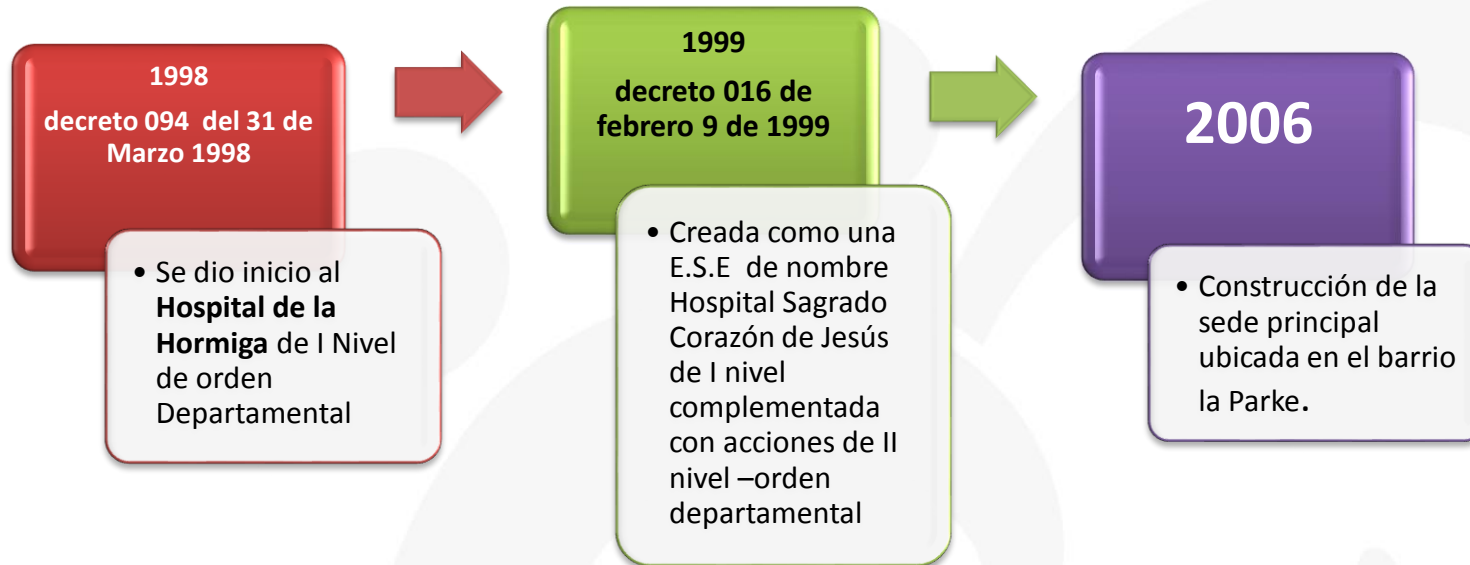 1998
decreto 094 del 31 de
Marzo 1998
• Se dio inicio al
Hospital de la
Hormiga de I Nivel
de orden
Departamental
1999
decreto 016 de
febrero 9 de 1999
• Creada como una
E.S.E de nombre
Hospital Sagrado
Corazón de Jesús
de I nivel
complementada
con acciones de II
nivel –orden
departamental
2006
• Construcción de la
sede principal
ubicada en el barrio
la Parke.